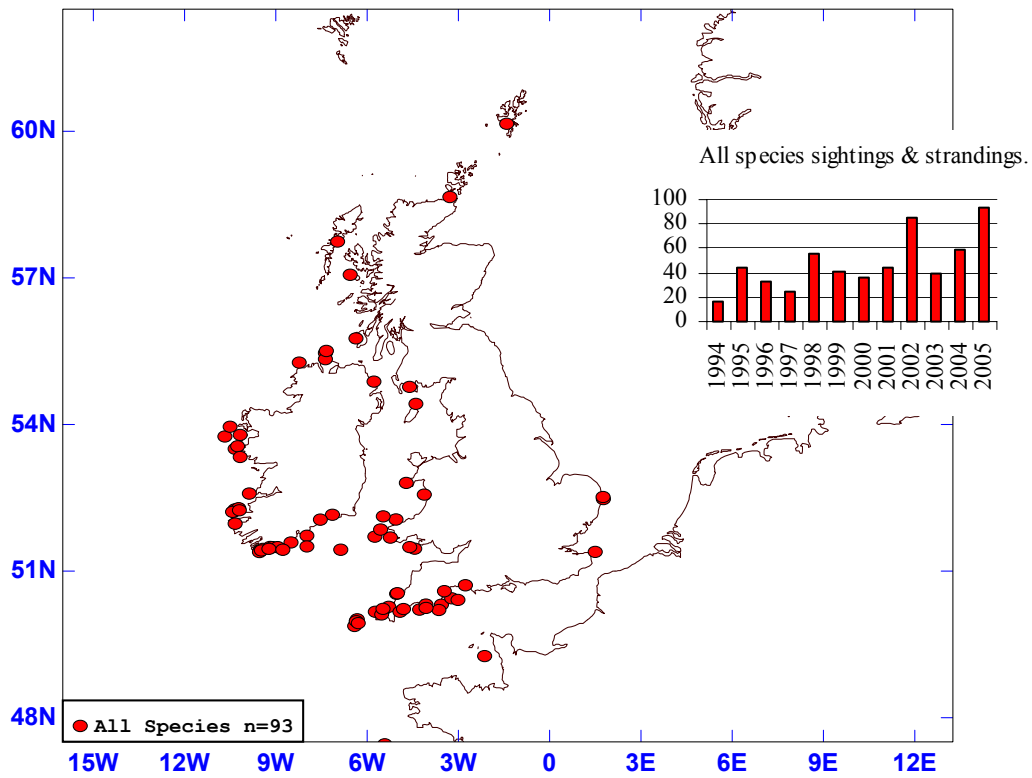 60N
57N
54N
51N
48N
15W 12W 9W 6W 3W 0 3E 6E 9E 12E
All Species n=93
All species sightings & strandings.
100
80
60
40
20
0
1994 1995 1996 1997 1998 1999 2000 2001 2002 2003 2004 2005